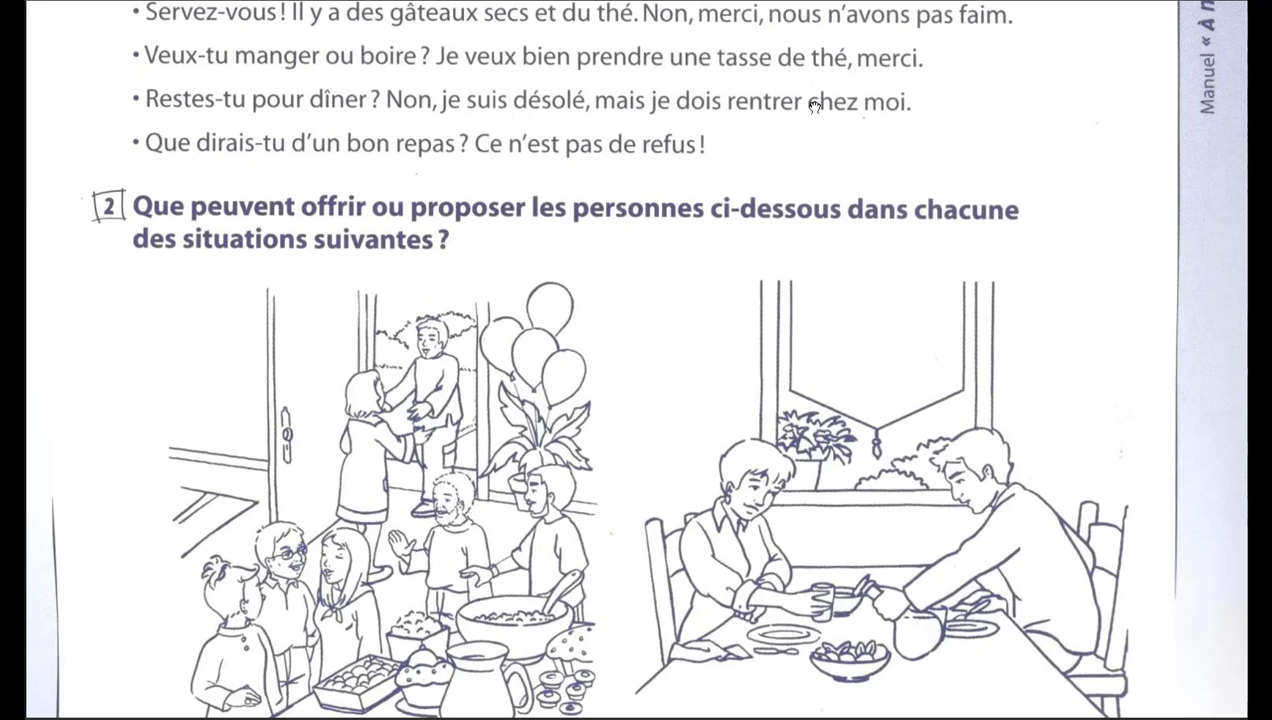 • Servez-vous ! Il y a des gâteaux secs et du thé. Non, merci, nous n'avons pas faim.
• Veux-tu manger ou boire ? Je veux bien prendre une tasse de thé, merci.
• Restes-tu pour dîner ? Non, je suis désolé, mais je dois rentrer chez moi.
• Que dirais-tu d'un bon repas ? Ce n'est pas de refus !
2 Que peuvent offrir ou proposer les personnes ci-dessous dans chacune
des situations suivantes ?
Manuel « À